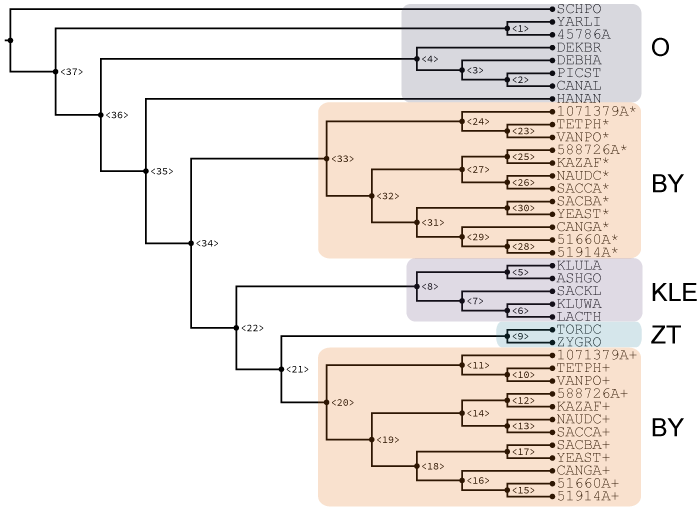 SCHPO
YARLI
<1>
45786A
<37>
DEKBR
O
<4>
DEBHA
<3>
PICST
<2>
CANAL
HANAN
<36>
1071379A*
<24>
TETPH*
<23>
VANPO*
588726A*
<25>
<33>
KAZAF*
<27>
<35>
NAUDC*
<26>
BY
SACCA*
<32>
SACBA*
<30>
YEAST*
<31>
CANGA*
<29>
51660A*
<34>
<28>
51914A*
KLULA
<5>
ASHGO
<8>
SACKL
KLE
<7>
KLUWA
<6>
LACTH
<22>
TORDC
<9>
ZT
ZYGRO
1071379A+
<11>
TETPH+
<21>
<10>
VANPO+
588726A+
<12>
<20>
KAZAF+
<14>
NAUDC+
<13>
BY
SACCA+
<19>
SACBA+
<17>
YEAST+
<18>
CANGA+
<16>
51660A+
<15>
51914A+